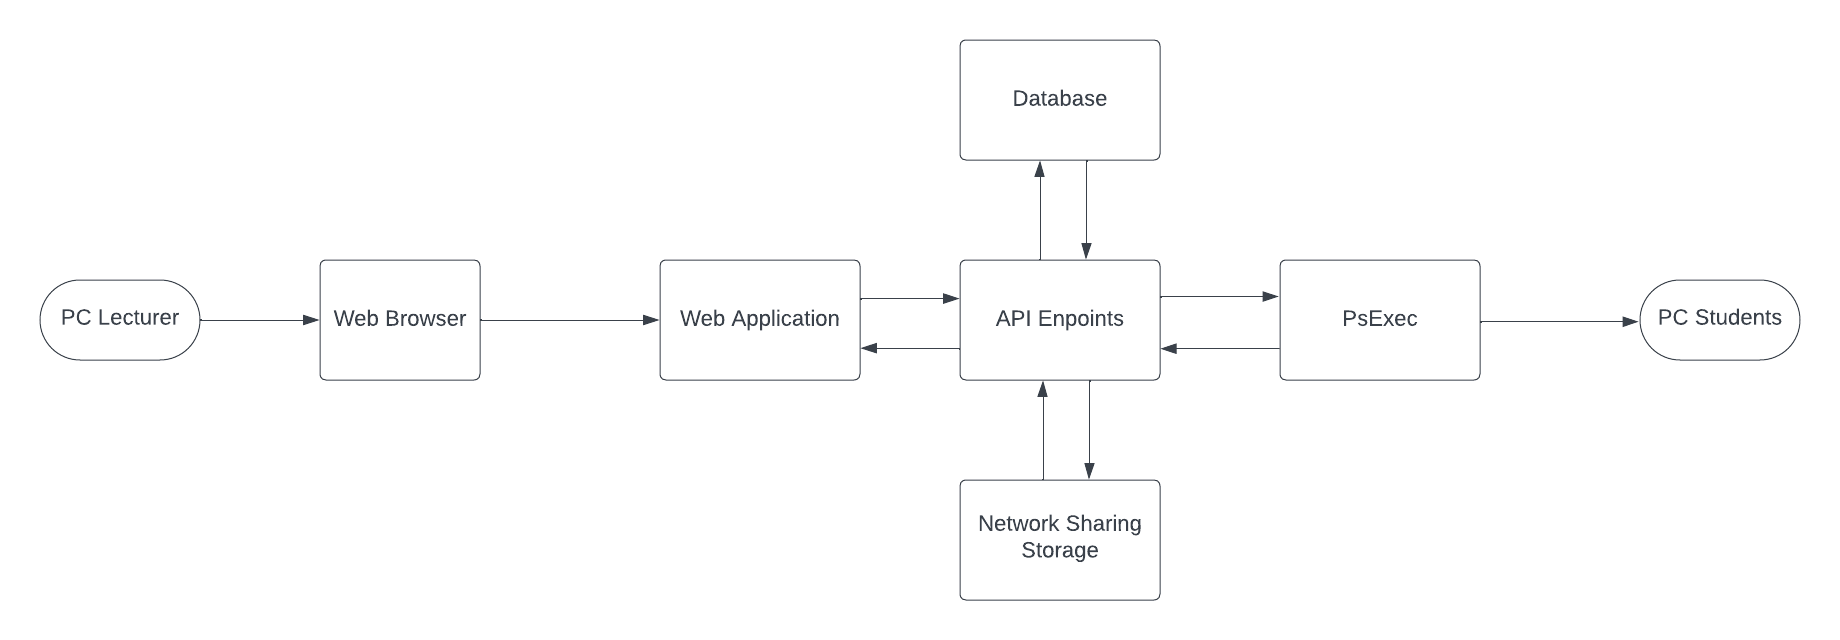 Database
PC Lecturer
Web Browser
Web Application
API Enpoints
PsExec
PC Students
Network Sharing
Storage